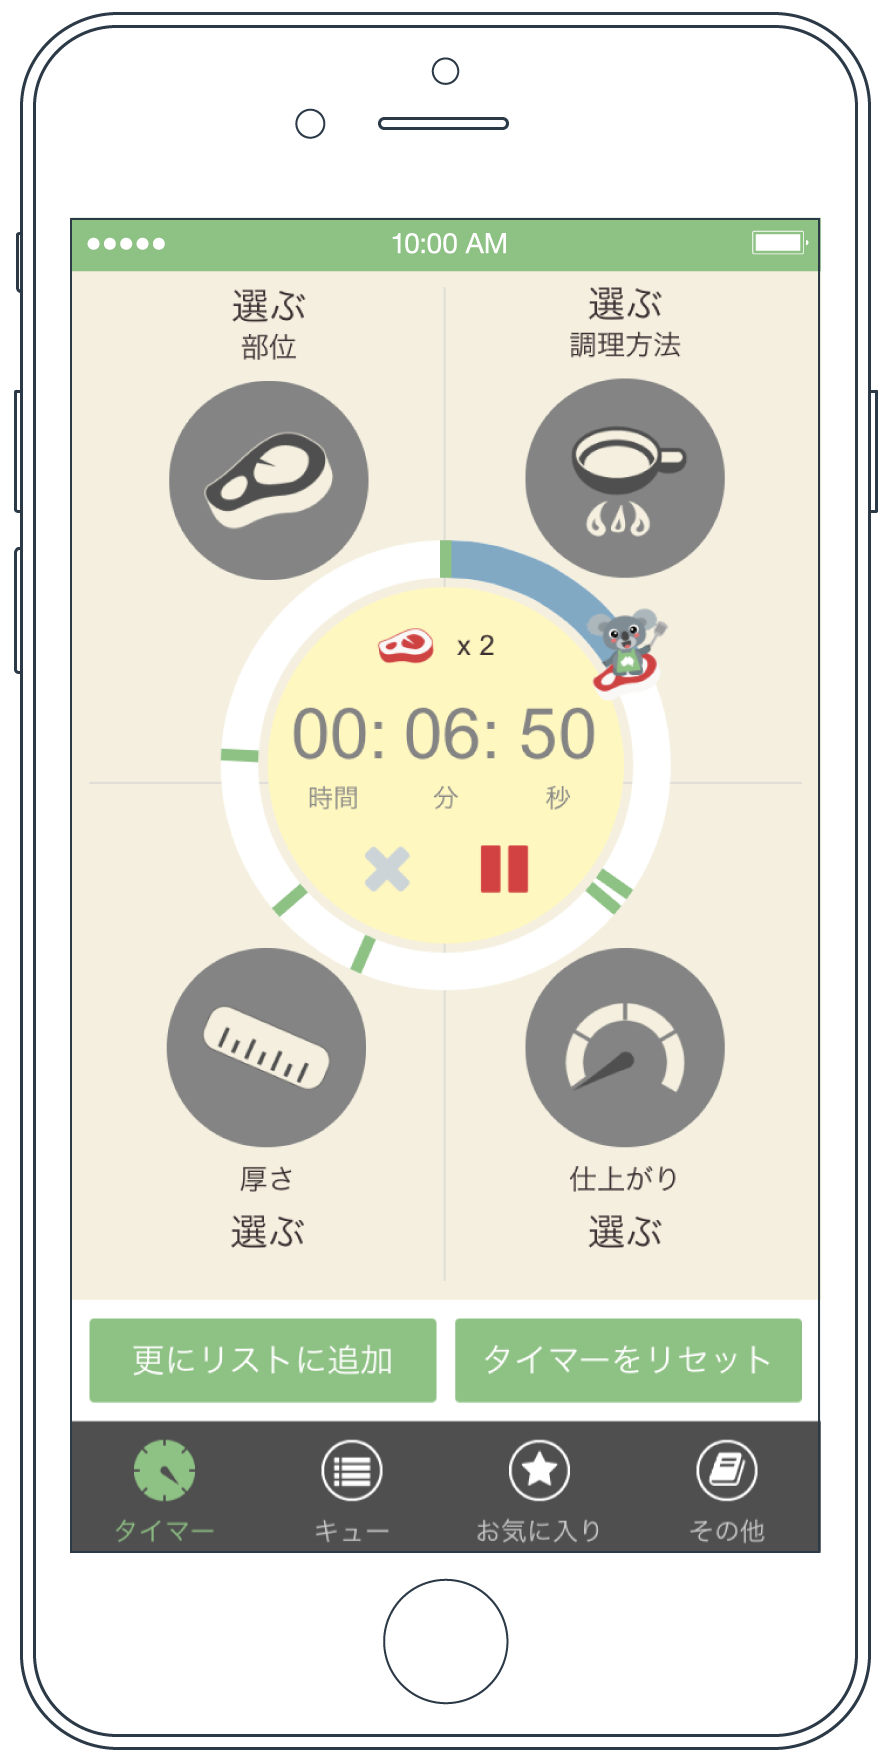 10:00 AM
選ぶ
部位
選ぶ
調理方法
x 2
00: 06: 50
時間 分 秒
厚さ
選ぶ
仕上がり
選ぶ
更にリストに追加
タイマーをリセット
タイマー
キュー
お気に入り
その他